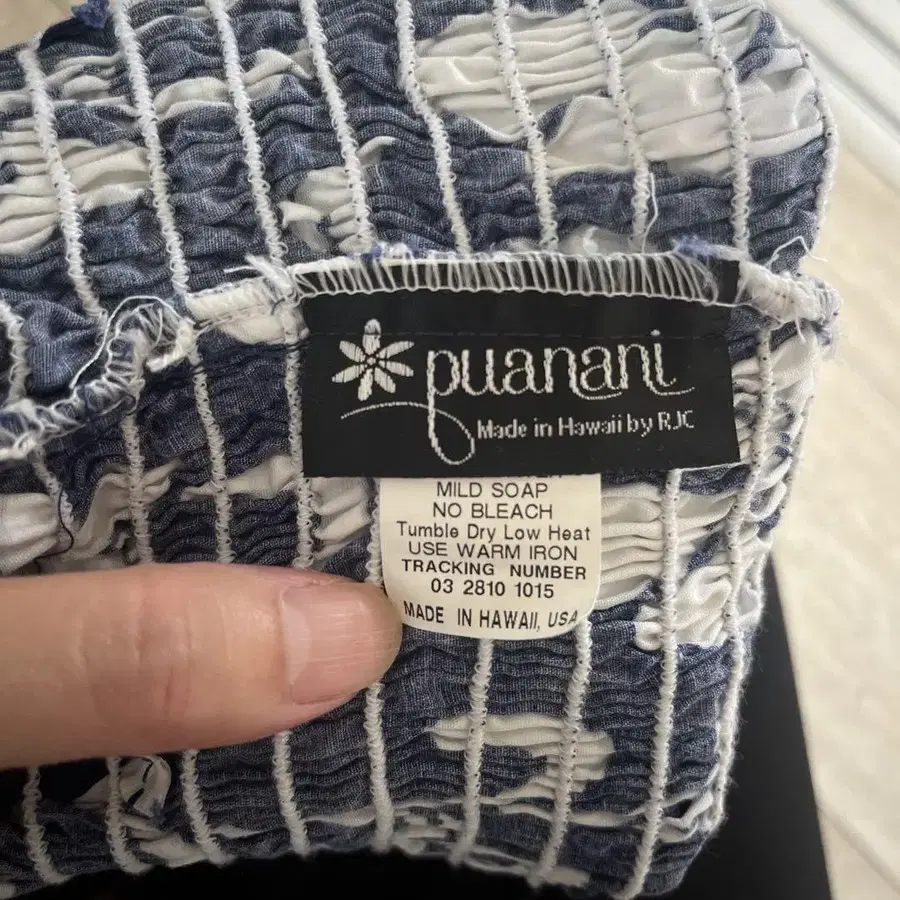 puanani
Made in Hawaii by RJC
MILD SOAP
NO BLEACH
Tumble Dry Low Heat
USE WARM IRON
TRACKING NUMBER
03 2810 1015
MADE IN HAWAII, USA